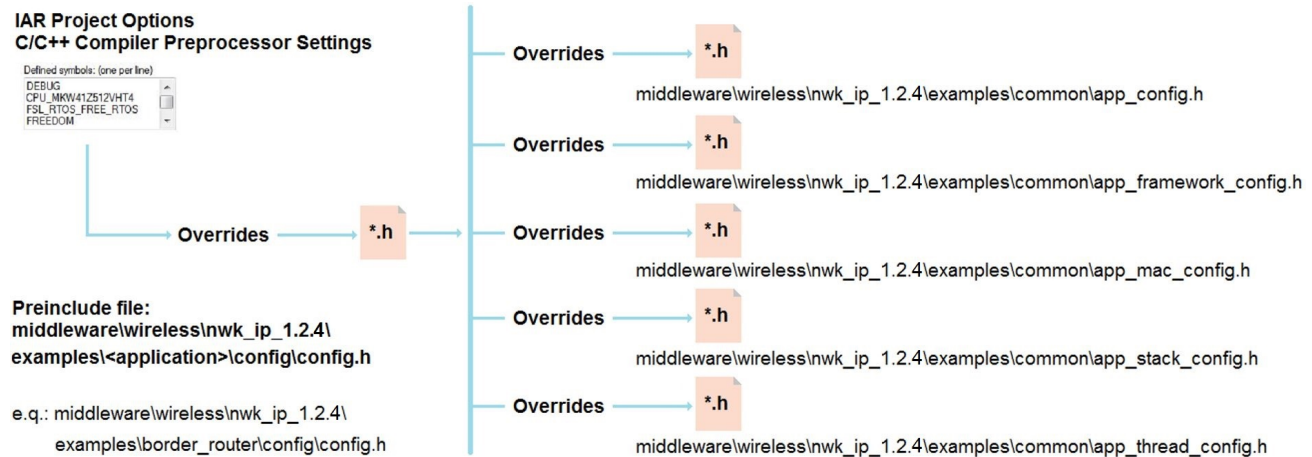 IAR Project Options
C/C++ Compiler Preprocessor Settings
Defined symbols: (one per line)
DEBUG
CPU_MKW41Z512VHT4
FSL_RTOS_FREE_RTOS
FREEDOM
Overrides
*.h
Preinclude file:
middleware\wireless\nwk_ip_1.2.4\
examples\<application>\config\config.h
e.q.: middleware\wireless\nwk_ip_1.2.4\
examples\border_router\config\config.h
Overrides
*.h
middleware\wireless\nwk_ip_1.2.4\examples\common\app_config.h
Overrides
*.h
middleware\wireless\nwk_ip_1.2.4\examples\common\app_framework_config.h
Overrides
*.h
middleware\wireless\nwk_ip_1.2.4\examples\common\app_mac_config.h
Overrides
*.h
middleware\wireless\nwk_ip_1.2.4\examples\common\app_stack_config.h
Overrides
*.h
middleware\wireless\nwk_ip_1.2.4\examples\common\app_thread_config.h